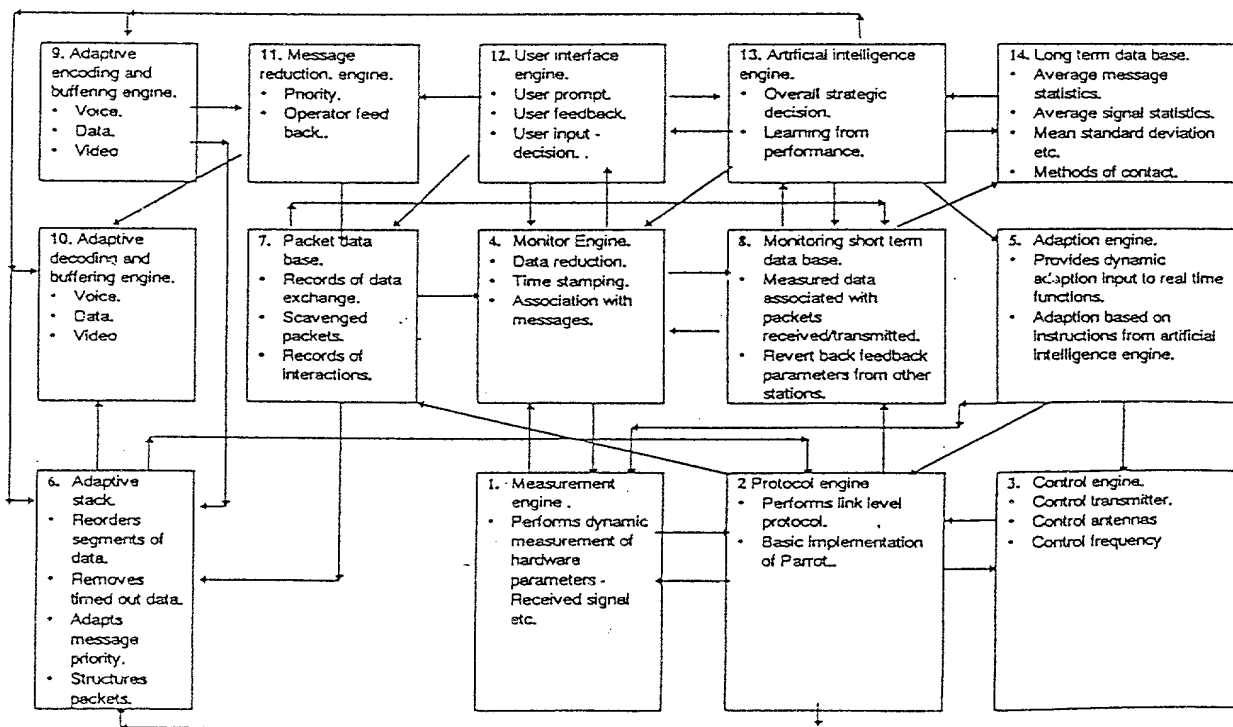 9. Adaptive
encoding and
buffering engine.
• Voice.
• Data.
• Video
11. Message
reduction. engine.
• Priority.
• Operator feed
back.
12. User interface
engine.
• User prompt.
• User feedback.
• User input -
decision. .
13. Artificial intelligence
engine.
• Overall strategic
decision.
• Learning from
performance.
14. Long term data base.
• Average message
statistics.
• Average signal statistics.
• Mean standard deviation
etc.
• Methods of contact.
10. Adaptive
decoding and
buffering engine.
• Voice.
• Data.
• Video
7. Packet data
base.
• Records of data
exchange.
• Scavenged
packets.
• Records of
interactions.
4. Monitor Engine.
• Data reduction.
• Time stamping.
• Association with
messages.
8. Monitoring short term
data base.
• Measured data
associated with
packets
received/transmitted.
• Revert back feedback
parameters from other
stations.
5. Adaption engine.
• Provides dynamic
adaption input to real time
functions.
• Adaption based on
instructions from artificial
intelligence engine.
6. Adaptive
stack.
• Reorders
segments of
data.
• Removes
timed out data.
• Adapts
message
priority.
• Structures
packets.
1. Measurement
engine .
• Performs dynamic
measurement of
hardware
parameters -
Received signal
etc.
2 Protocol engine
• Performs link level
protocol.
• Basic implementation
of Parrot.
3. Control engine.
• Control transmitter.
• Control antennas
• Control frequency